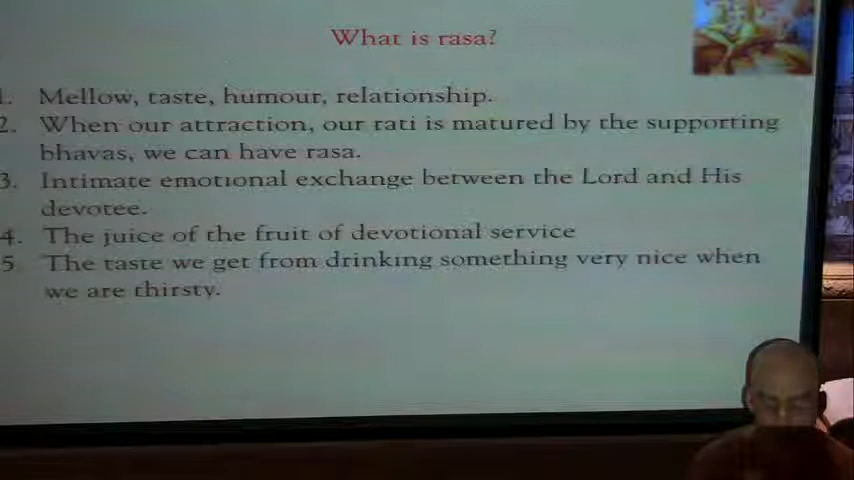 What is rasa?
1. Mellow, taste, humour, relationship.
2. When our attraction, our rati is matured by the supporting
bhavas, we can have rasa.
3. Intimate emotional exchange between the Lord and His
devotee.
4. The juice of the fruit of devotional service
5 The taste we get from drinking something very nice when
we are thirsty.